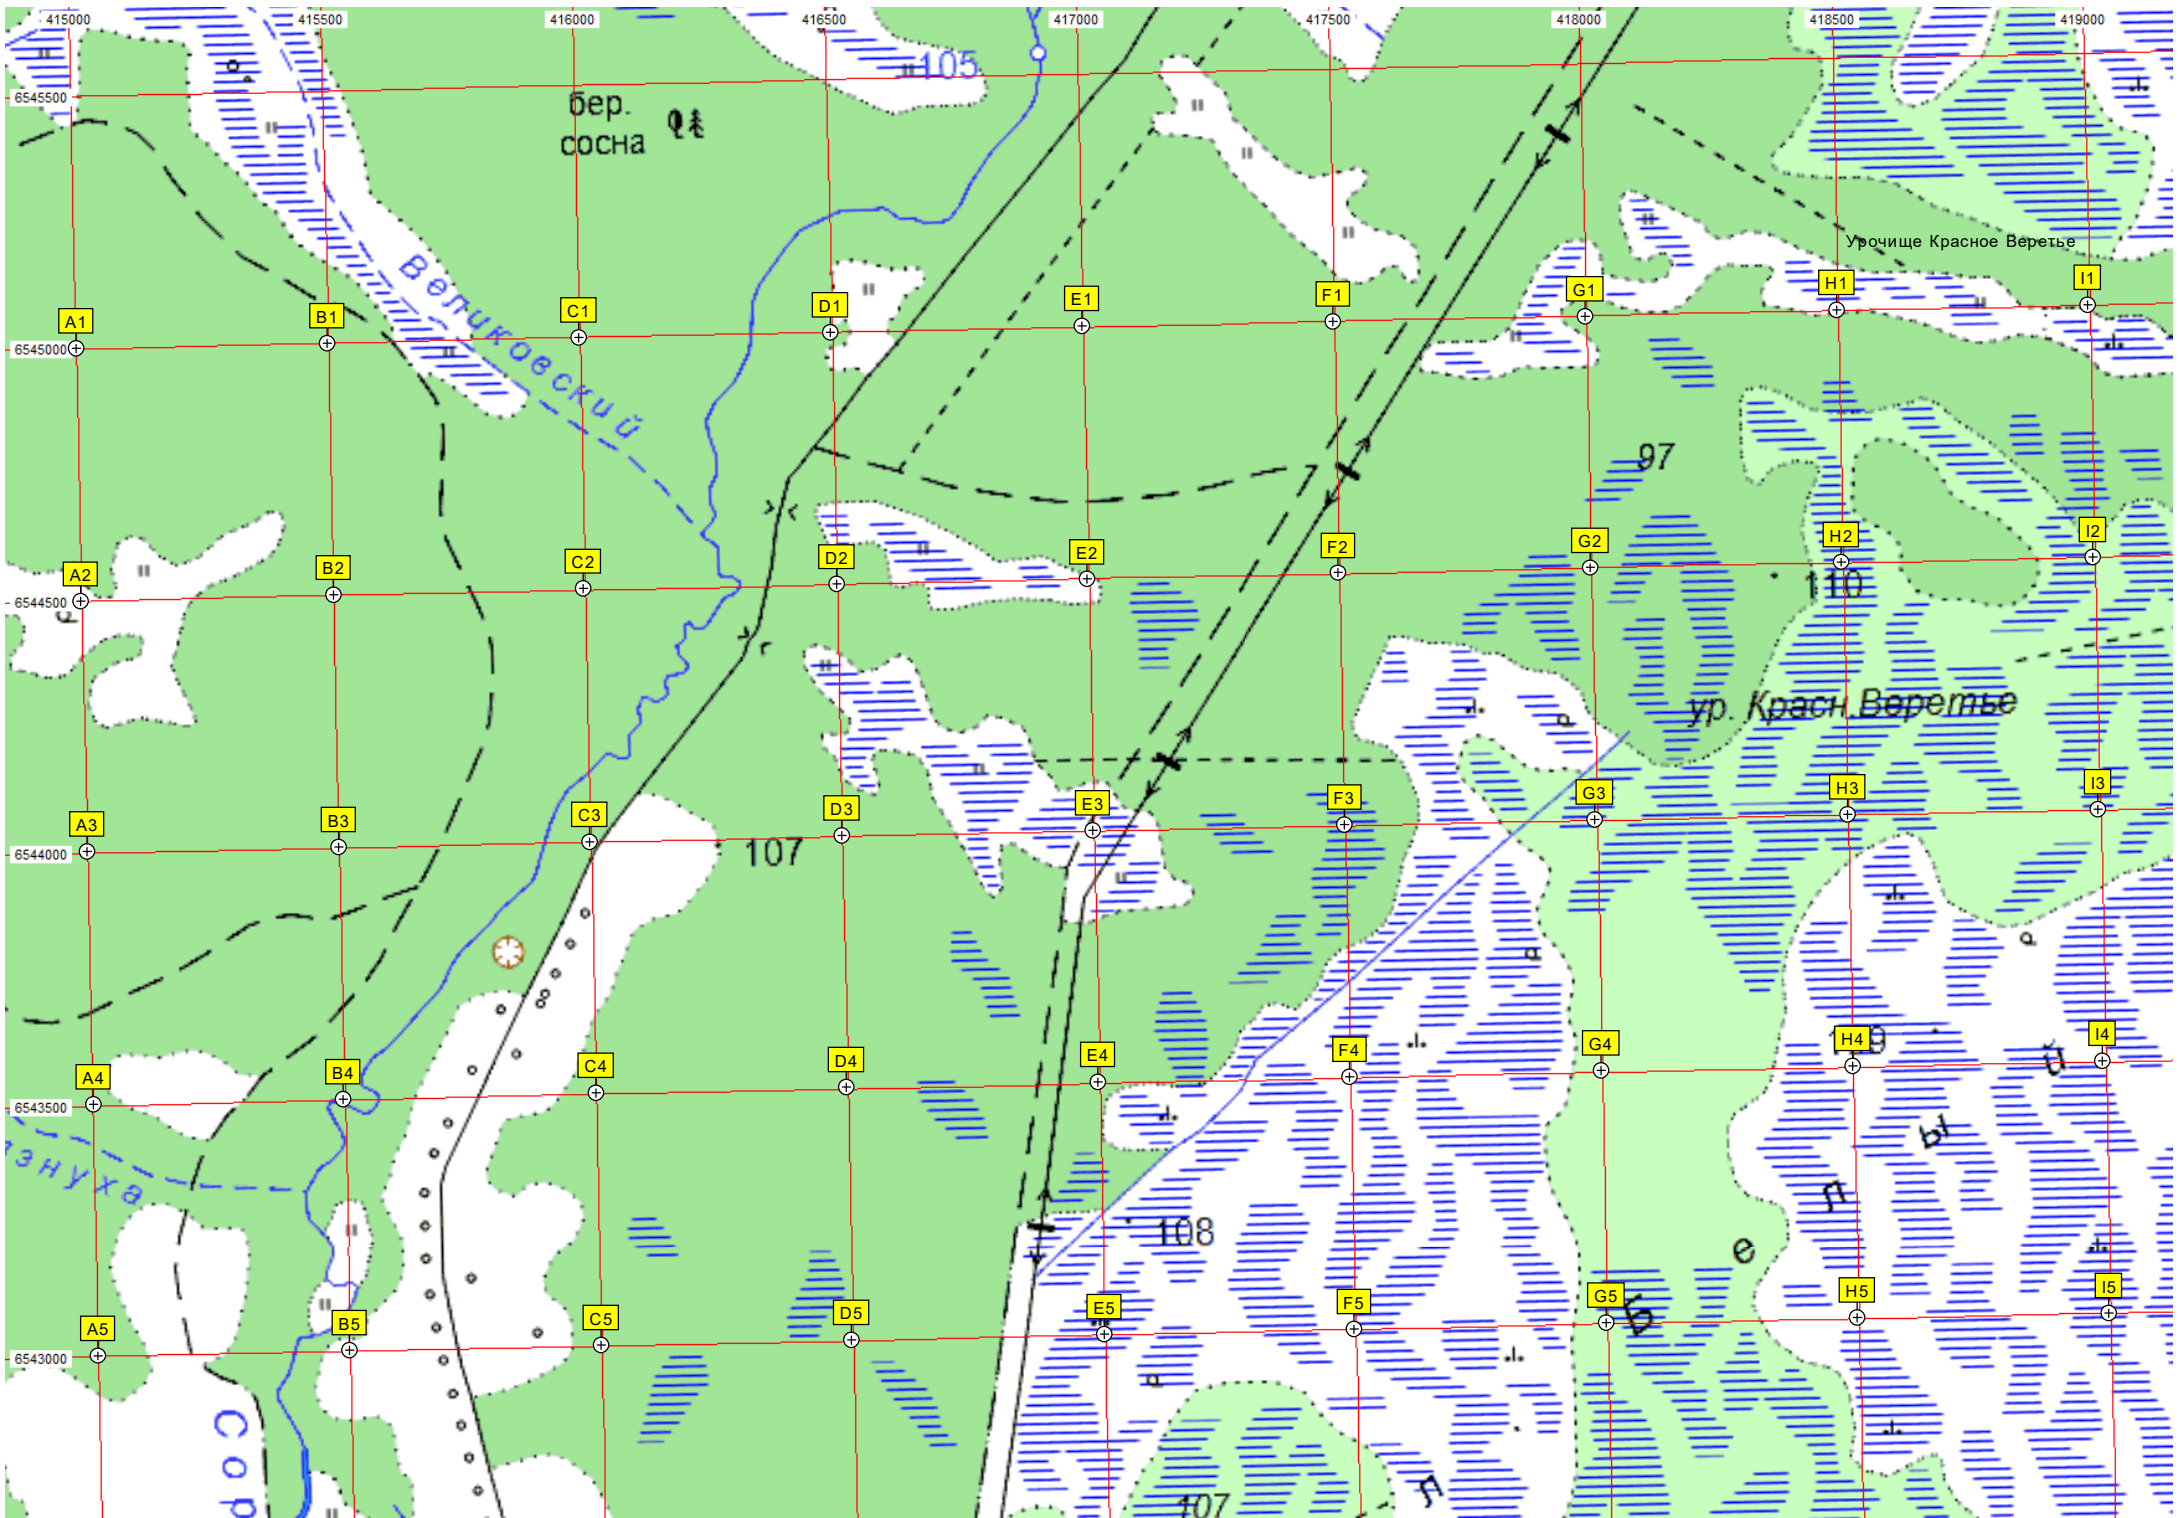 415000 415500 416000 416500 417000 417500 418000 418500 419000
105
6545500
бер.
сосна
Урочище Красное Веретье
Великовский
A1 B1 C1 D1 E1 F1 G1 H1 I1
6545000
97
A2 B2 C2 D2 E2 F2 G2 H2 I2
110
6544500
ур. Красн.Веретье
A3 B3 C3 D3 E3 F3 G3 H3 I3
107
6544000
A4 B4 C4 D4 E4 F4 G4 H4 I4
6543500
знуха
108
Белый
A5 B5 C5 D5 E5 F5 G5 H5 I5
6543000
Сор
л
107